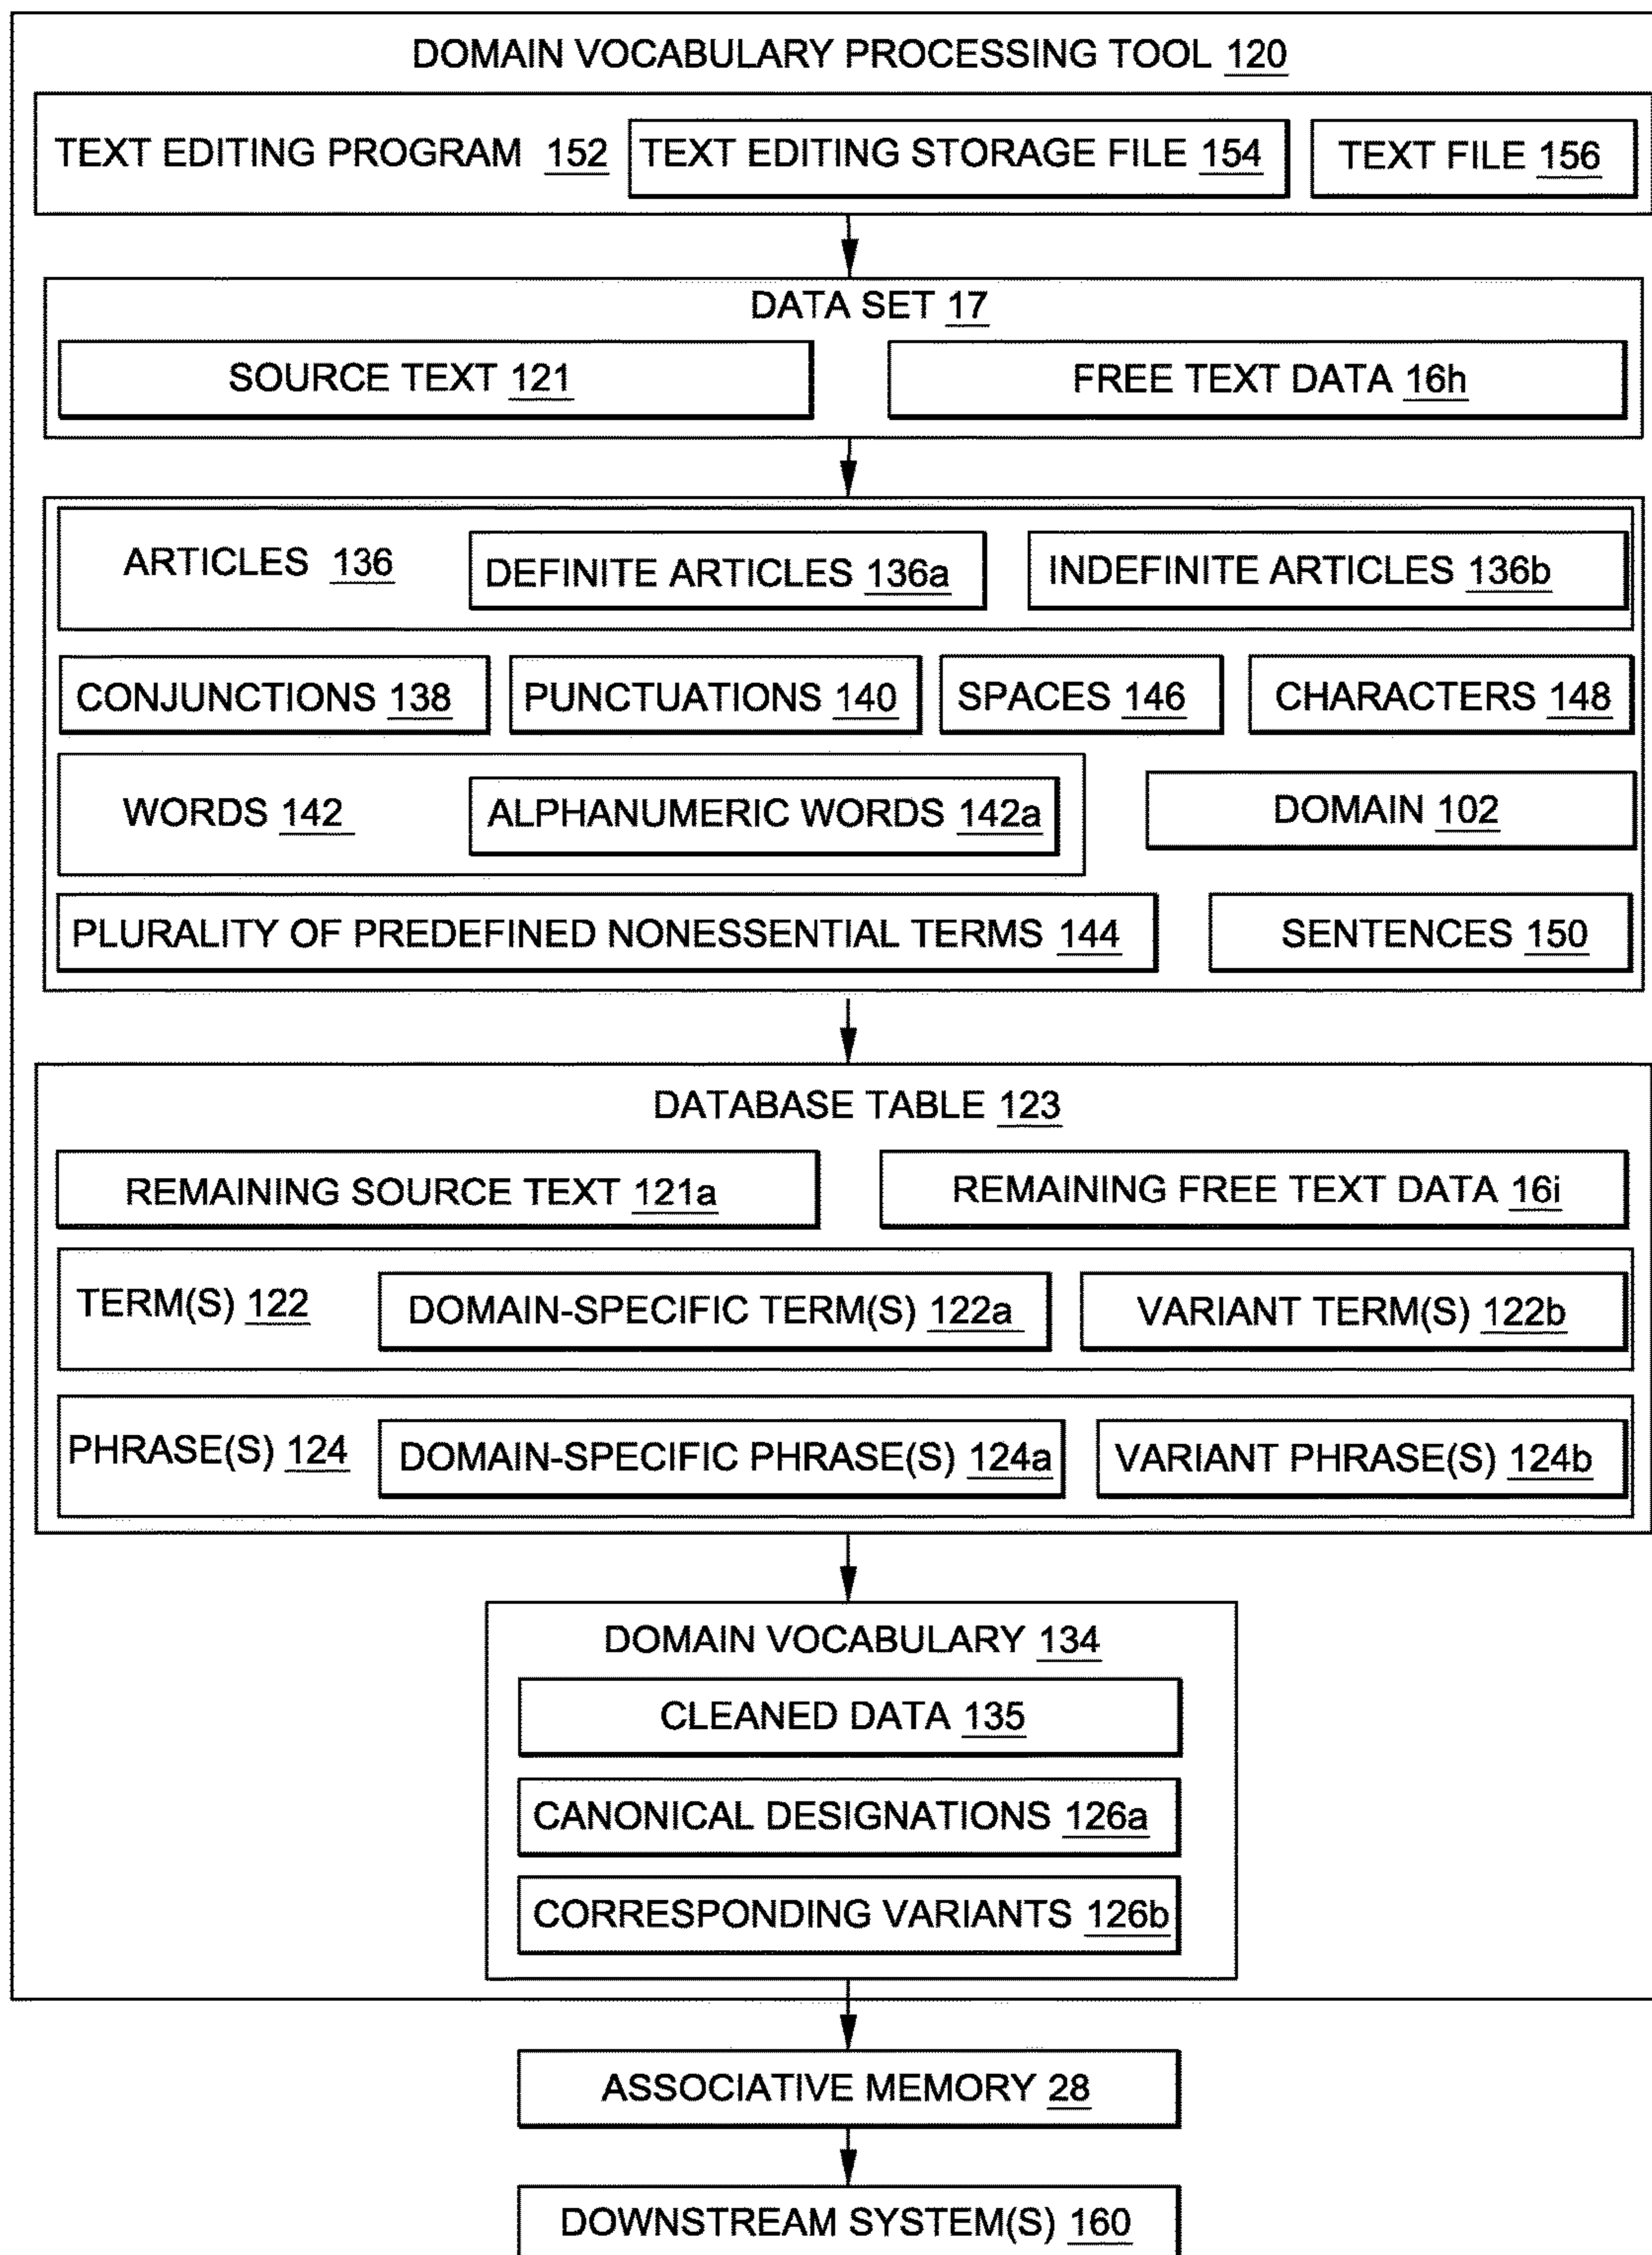 DOMAIN VOCABULARY PROCESSING TOOL 120
TEXT EDITING PROGRAM 152 TEXT EDITING STORAGE FILE 154 TEXT FILE 156
DATA SET 17
SOURCE TEXT 121 FREE TEXT DATA 16h
ARTICLES 136 DEFINITE ARTICLES 136a INDEFINITE ARTICLES 136b
CONJUNCTIONS 138 PUNCTUATIONS 140 SPACES 146 CHARACTERS 148
WORDS 142 ALPHANUMERIC WORDS 142a DOMAIN 102
PLURALITY OF PREDEFINED NONESSENTIAL TERMS 144 SENTENCES 150
DATABASE TABLE 123
REMAINING SOURCE TEXT 121a REMAINING FREE TEXT DATA 16i
TERM(S) 122 DOMAIN-SPECIFIC TERM(S) 122a VARIANT TERM(S) 122b
PHRASE(S) 124 DOMAIN-SPECIFIC PHRASE(S) 124a VARIANT PHRASE(S) 124b
DOMAIN VOCABULARY 134
CLEANED DATA 135
CANONICAL DESIGNATIONS 126a
CORRESPONDING VARIANTS 126b
ASSOCIATIVE MEMORY 28
DOWNSTREAM SYSTEM(S) 160